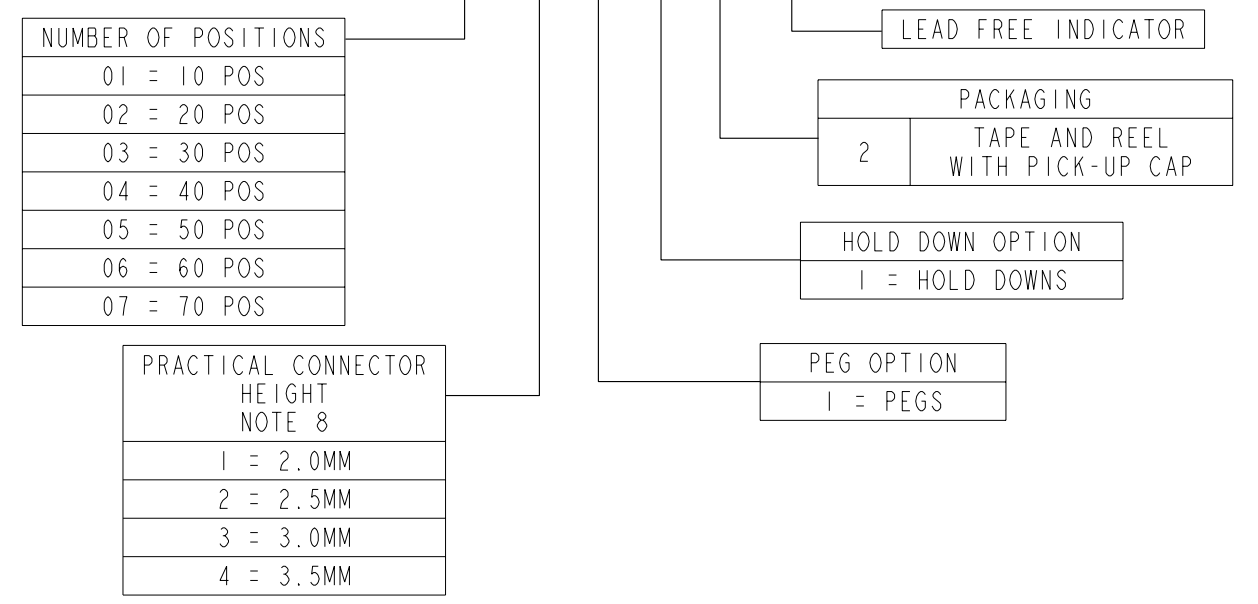 NUMBER OF POSITIONS
01 = 10 POS
02 = 20 POS
03 = 30 POS
04 = 40 POS
05 = 50 POS
06 = 60 POS
07 = 70 POS
PRACTICAL CONNECTOR
HEIGHT
NOTE 8
1 = 2.0MM
2 = 2.5MM
3 = 3.0MM
4 = 3.5MM
LEAD FREE INDICATOR
PACKAGING
2
TAPE AND REEL
WITH PICK-UP CAP
HOLD DOWN OPTION
1 = HOLD DOWNS
PEG OPTION
1 = PEGS